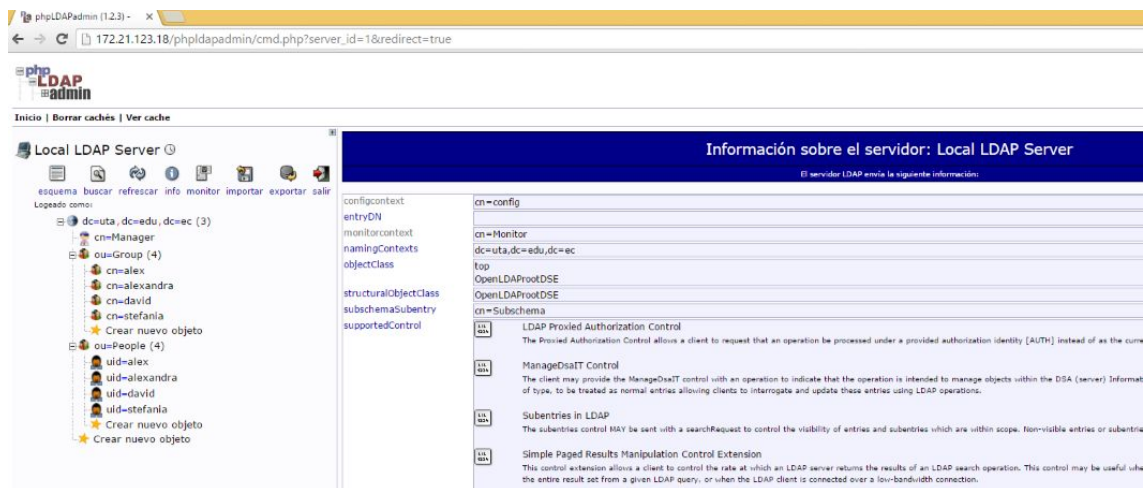 phpLDAPadmin (1.2.3) -
172.21.123.18/phpldapadmin/cmd.php?server_id=1&redirect=true
php
LDAP
admin
Inicio | Borrar cachés | Ver cache
Local LDAP Server
esquema buscar refrescar info monitor importar exportar salir
Logeado como:
dc=uta,dc=edu,dc=ec (3)
cn=Manager
ou=Group (4)
cn=alex
cn=alexandra
cn=david
cn=stefania
Crear nuevo objeto
ou=People (4)
uid=alex
uid=alexandra
uid=david
uid=stefania
Crear nuevo objeto
Crear nuevo objeto
Información sobre el servidor: Local LDAP Server
El servidor LDAP envía la siguiente información:
configcontext cn=config
entryDN
monitorcontext cn=Monitor
namingContexts dc=uta,dc=edu,dc=ec
objectClass top
OpenLDAProotDSE
structuralObjectClass OpenLDAProotDSE
subschemaSubentry cn=Subschema
supportedControl LDAP Proxied Authorization Control
The Proxied Authorization Control allows a client to request that an operation be processed under a provided authorization identity [AUTH] instead of as the curre
ManageDsaIT Control
The client may provide the ManageDsaIT control with an operation to indicate that the operation is intended to manage objects within the DSA (server) Informat
of type, to be treated as normal entries allowing clients to interrogate and update these entries using LDAP operations.
Subentries in LDAP
The subentries control MAY be sent with a searchRequest to control the visibility of entries and subentries which are within scope. Non-visible entries or subentrie
Simple Paged Results Manipulation Control Extension
This control extension allows a client to control the rate at which an LDAP server returns the results of an LDAP search operation. This control may be useful whe
the entire result set from a given LDAP query, or when the LDAP client is connected over a low-bandwidth connection.